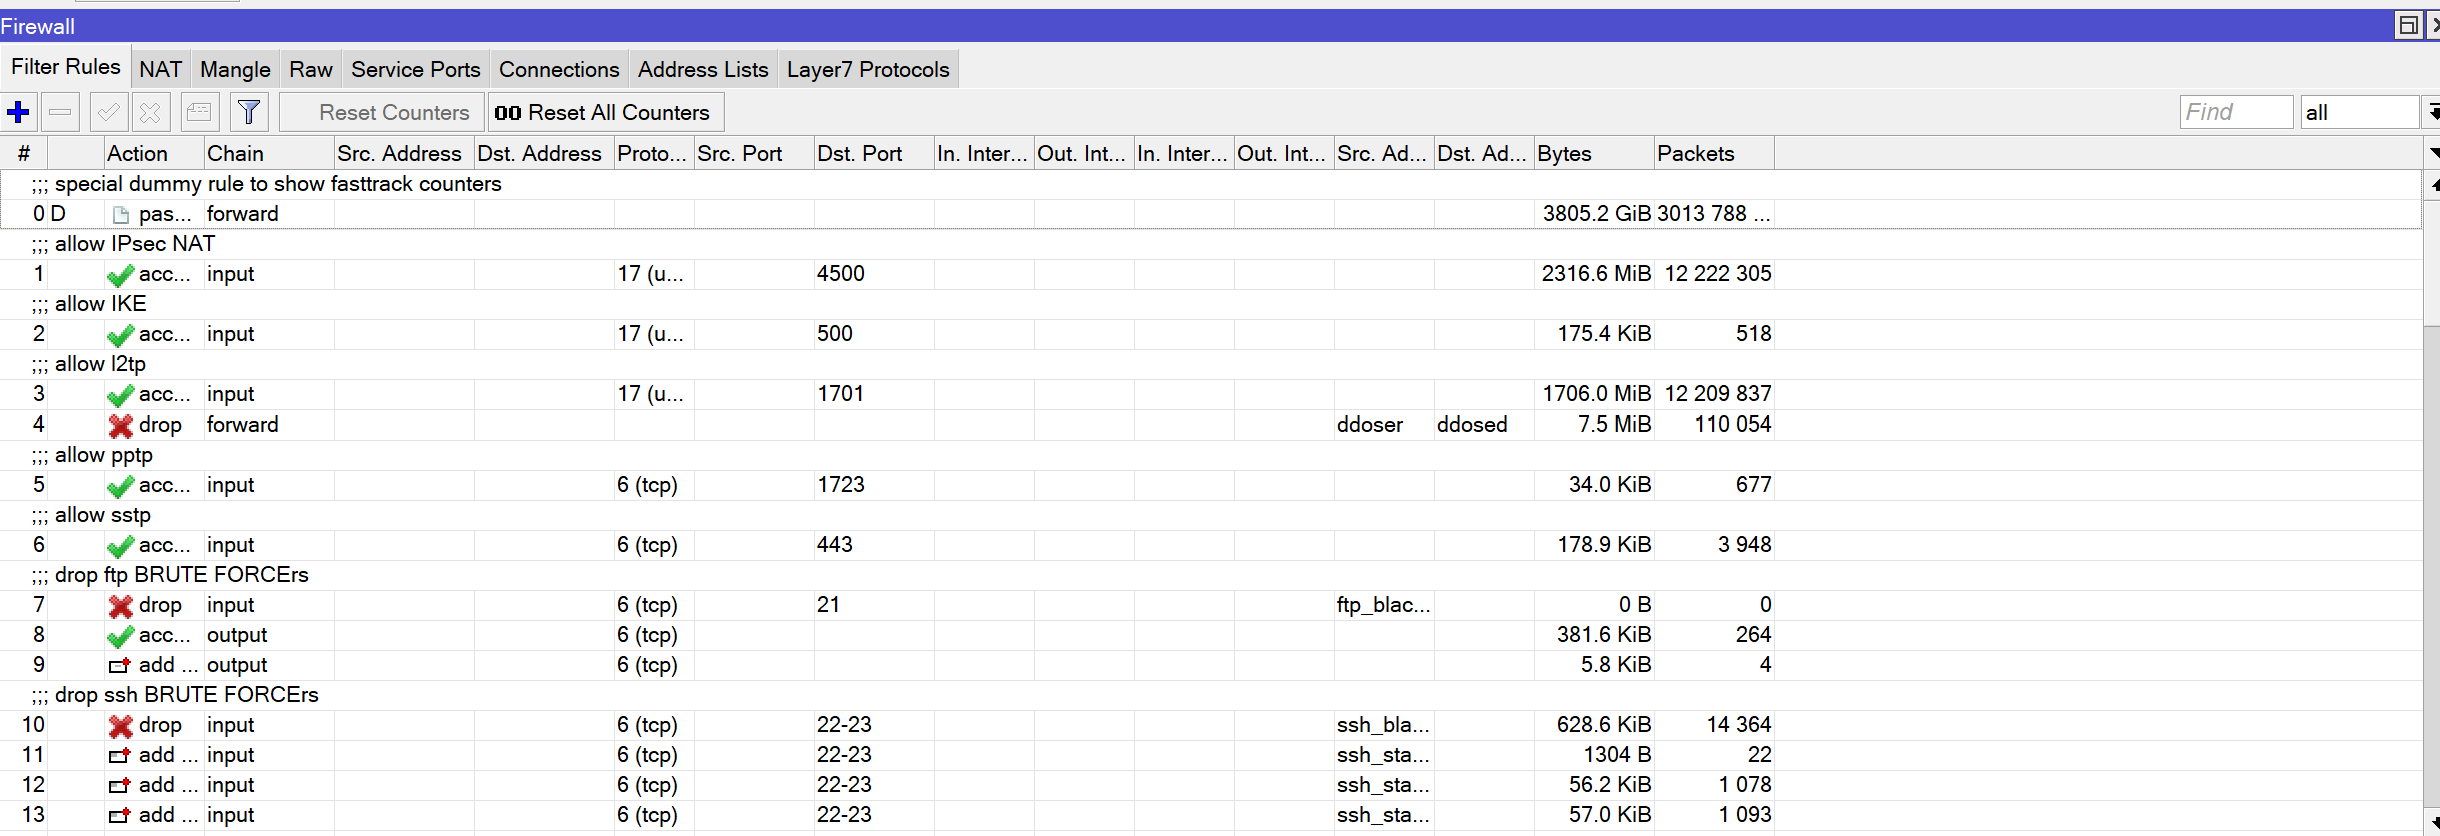 Firewall
Filter Rules NAT Mangle Raw Service Ports Connections Address Lists Layer7 Protocols
Reset Counters 00 Reset All Counters Find all
# Action Chain Src. Address Dst. Address Proto... Src. Port Dst. Port In. Inter... Out. Int... In. Inter... Out. Int... Src. Ad... Dst. Ad... Bytes Packets
;;; special dummy rule to show fasttrack counters
0 D pas... forward 3805.2 GiB 3013 788 ...
;;; allow IPsec NAT
1 acc... input 17 (u... 4500 2316.6 MiB 12 222 305
;;; allow IKE
2 acc... input 17 (u... 500 175.4 KiB 518
;;; allow l2tp
3 acc... input 17 (u... 1701 1706.0 MiB 12 209 837
4 drop forward ddoser ddosed 7.5 MiB 110 054
;;; allow pptp
5 acc... input 6 (tcp) 1723 34.0 KiB 677
;;; allow sstp
6 acc... input 6 (tcp) 443 178.9 KiB 3 948
;;; drop ftp BRUTE FORCErs
7 drop input 6 (tcp) 21 ftp_blac... 0 B 0
8 acc... output 6 (tcp) 381.6 KiB 264
9 add ... output 6 (tcp) 5.8 KiB 4
;;; drop ssh BRUTE FORCErs
10 drop input 6 (tcp) 22-23 ssh_bla... 628.6 KiB 14 364
11 add ... input 6 (tcp) 22-23 ssh_sta... 1304 B 22
12 add ... input 6 (tcp) 22-23 ssh_sta... 56.2 KiB 1 078
13 add ... input 6 (tcp) 22-23 ssh_sta... 57.0 KiB 1 093